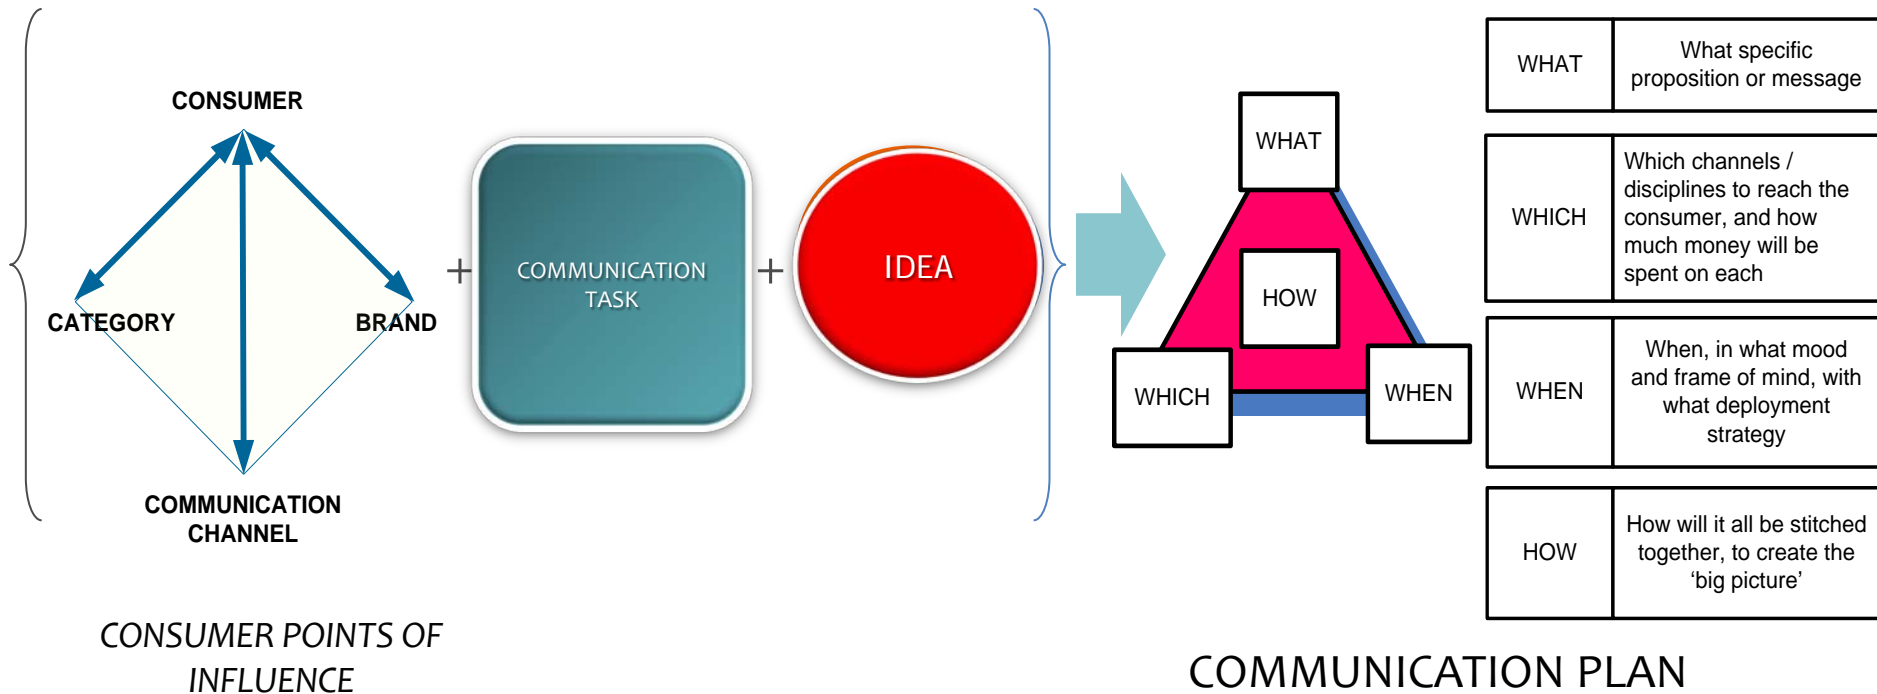 CONSUMER
CATEGORY
BRAND
COMMUNICATION
CHANNEL
CONSUMER POINTS OF
INFLUENCE
+
COMMUNICATION
TASK
+
IDEA
WHAT
HOW
WHICH
WHEN
COMMUNICATION PLAN
WHAT
What specific
proposition or message
WHICH
Which channels /
disciplines to reach the
consumer, and how
much money will be
spent on each
WHEN
When, in what mood
and frame of mind, with
what deployment
strategy
HOW
How will it all be stitched
together, to create the
‘big picture’